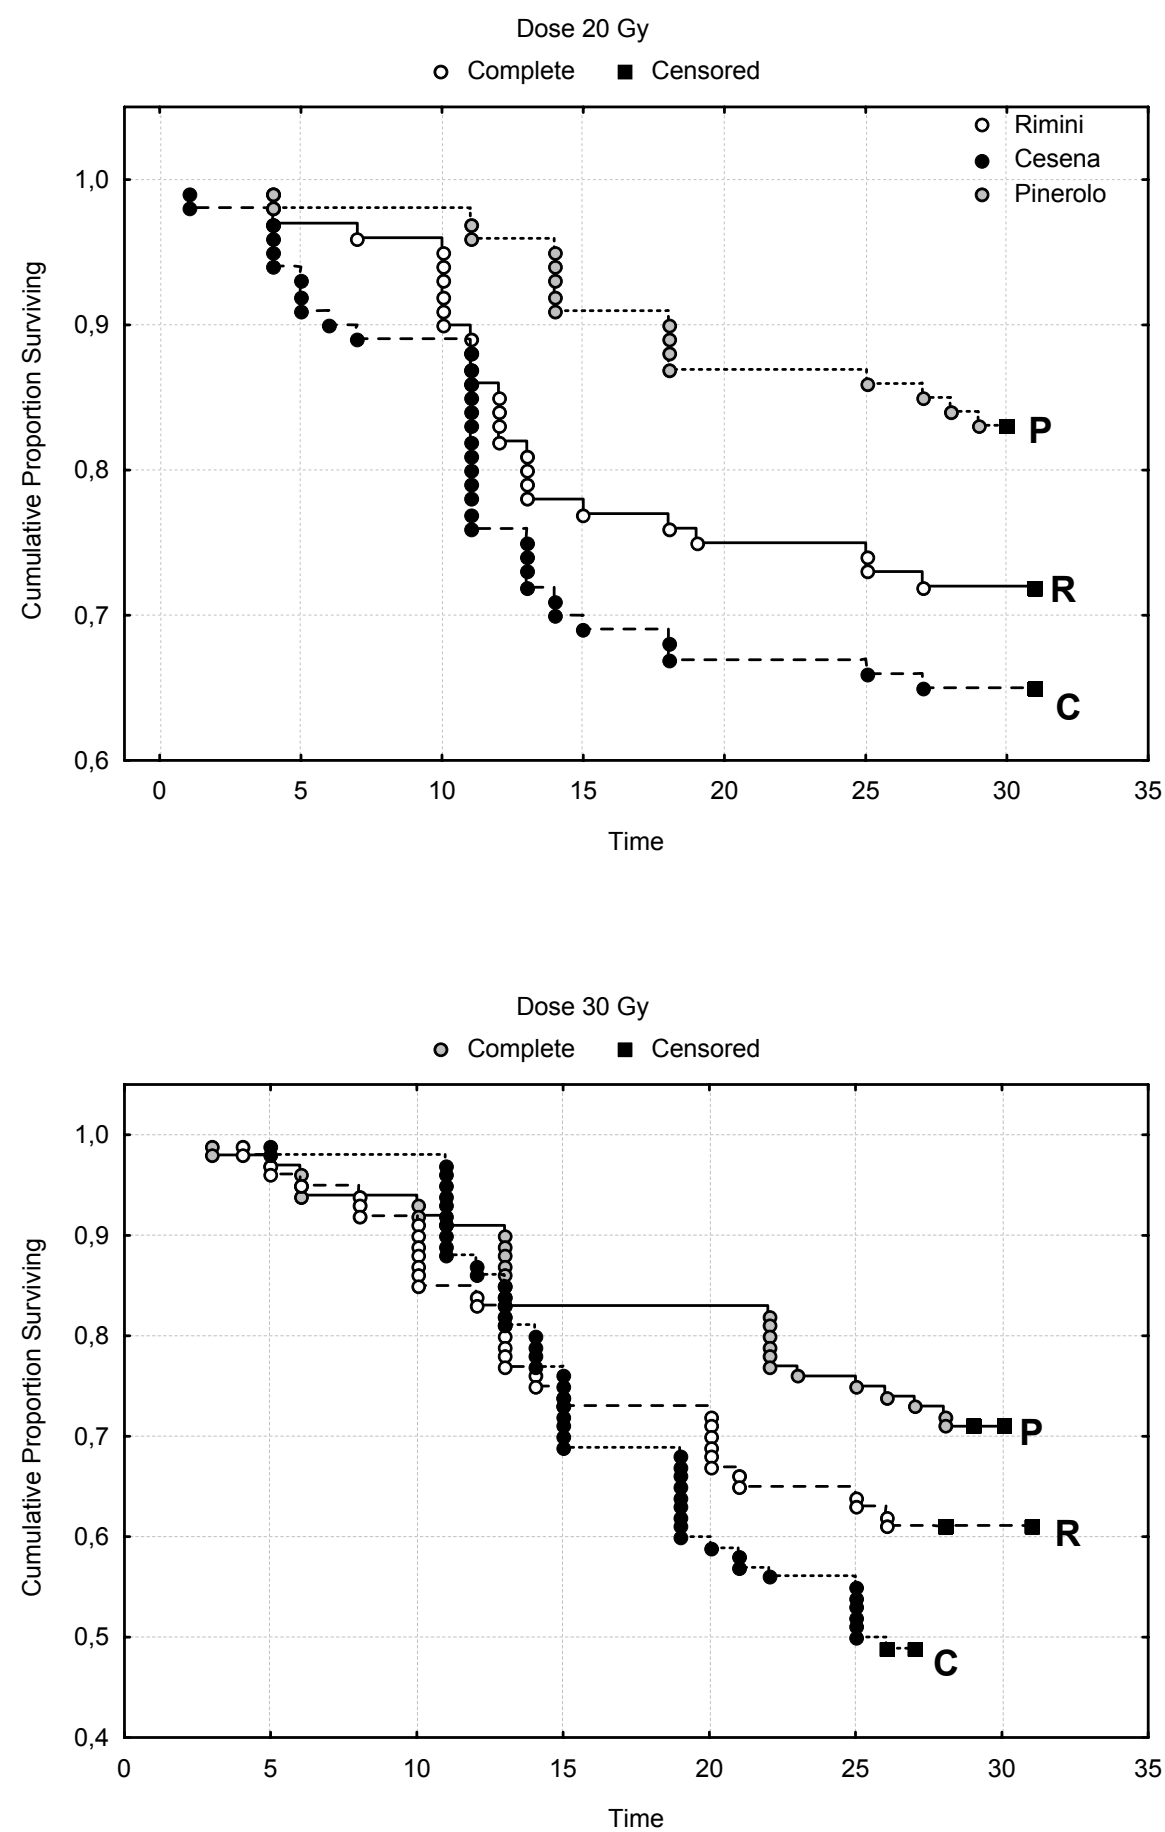 Dose 20 Gy
Complete Censored
Rimini
Cesena
Pinerolo
Cumulative Proportion Surviving
1,0
0,9
0,8
0,7
0,6
P
R
C
0 5 10 15 20 25 30 35
Time
Dose 30 Gy
Complete Censored
Cumulative Proportion Surviving
1,0
0,9
0,8
0,7
0,6
0,5
0,4
P
R
C
0 5 10 15 20 25 30 35
Time